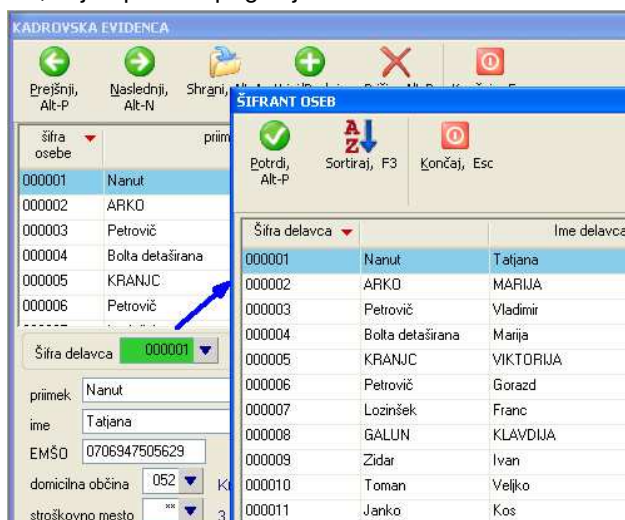 KADROVSKA EVIDENCA
Prejšnji, Alt-P
Naslednji, Alt-N
Shrani,
ŠIFRANT OSEB
Potrdi, Alt-P
Sortiraj, F3
Končaj, Esc
šifra osebe
priim
000001 Nanut
000002 ARKO
000003 Petrovič
000004 Bolta detaširana
000005 KRANJC
000006 Petrovič
Šifra delavca 000001
priimek Nanut
ime Tatjana
EMŠO 0706947505629
domicilna občina 052
stroškovno mesto ** 3
Šifra delavca Ime delavca
000001 Nanut Tatjana
000002 ARKO MARIJA
000003 Petrovič Vladimir
000004 Bolta detaširana Marija
000005 KRANJC VIKTORIJA
000006 Petrovič Gorazd
000007 Lozinšek Franc
000008 GALUN KLAVDIJA
000009 Zidar Ivan
000010 Toman Veljko
000011 Janko Kos